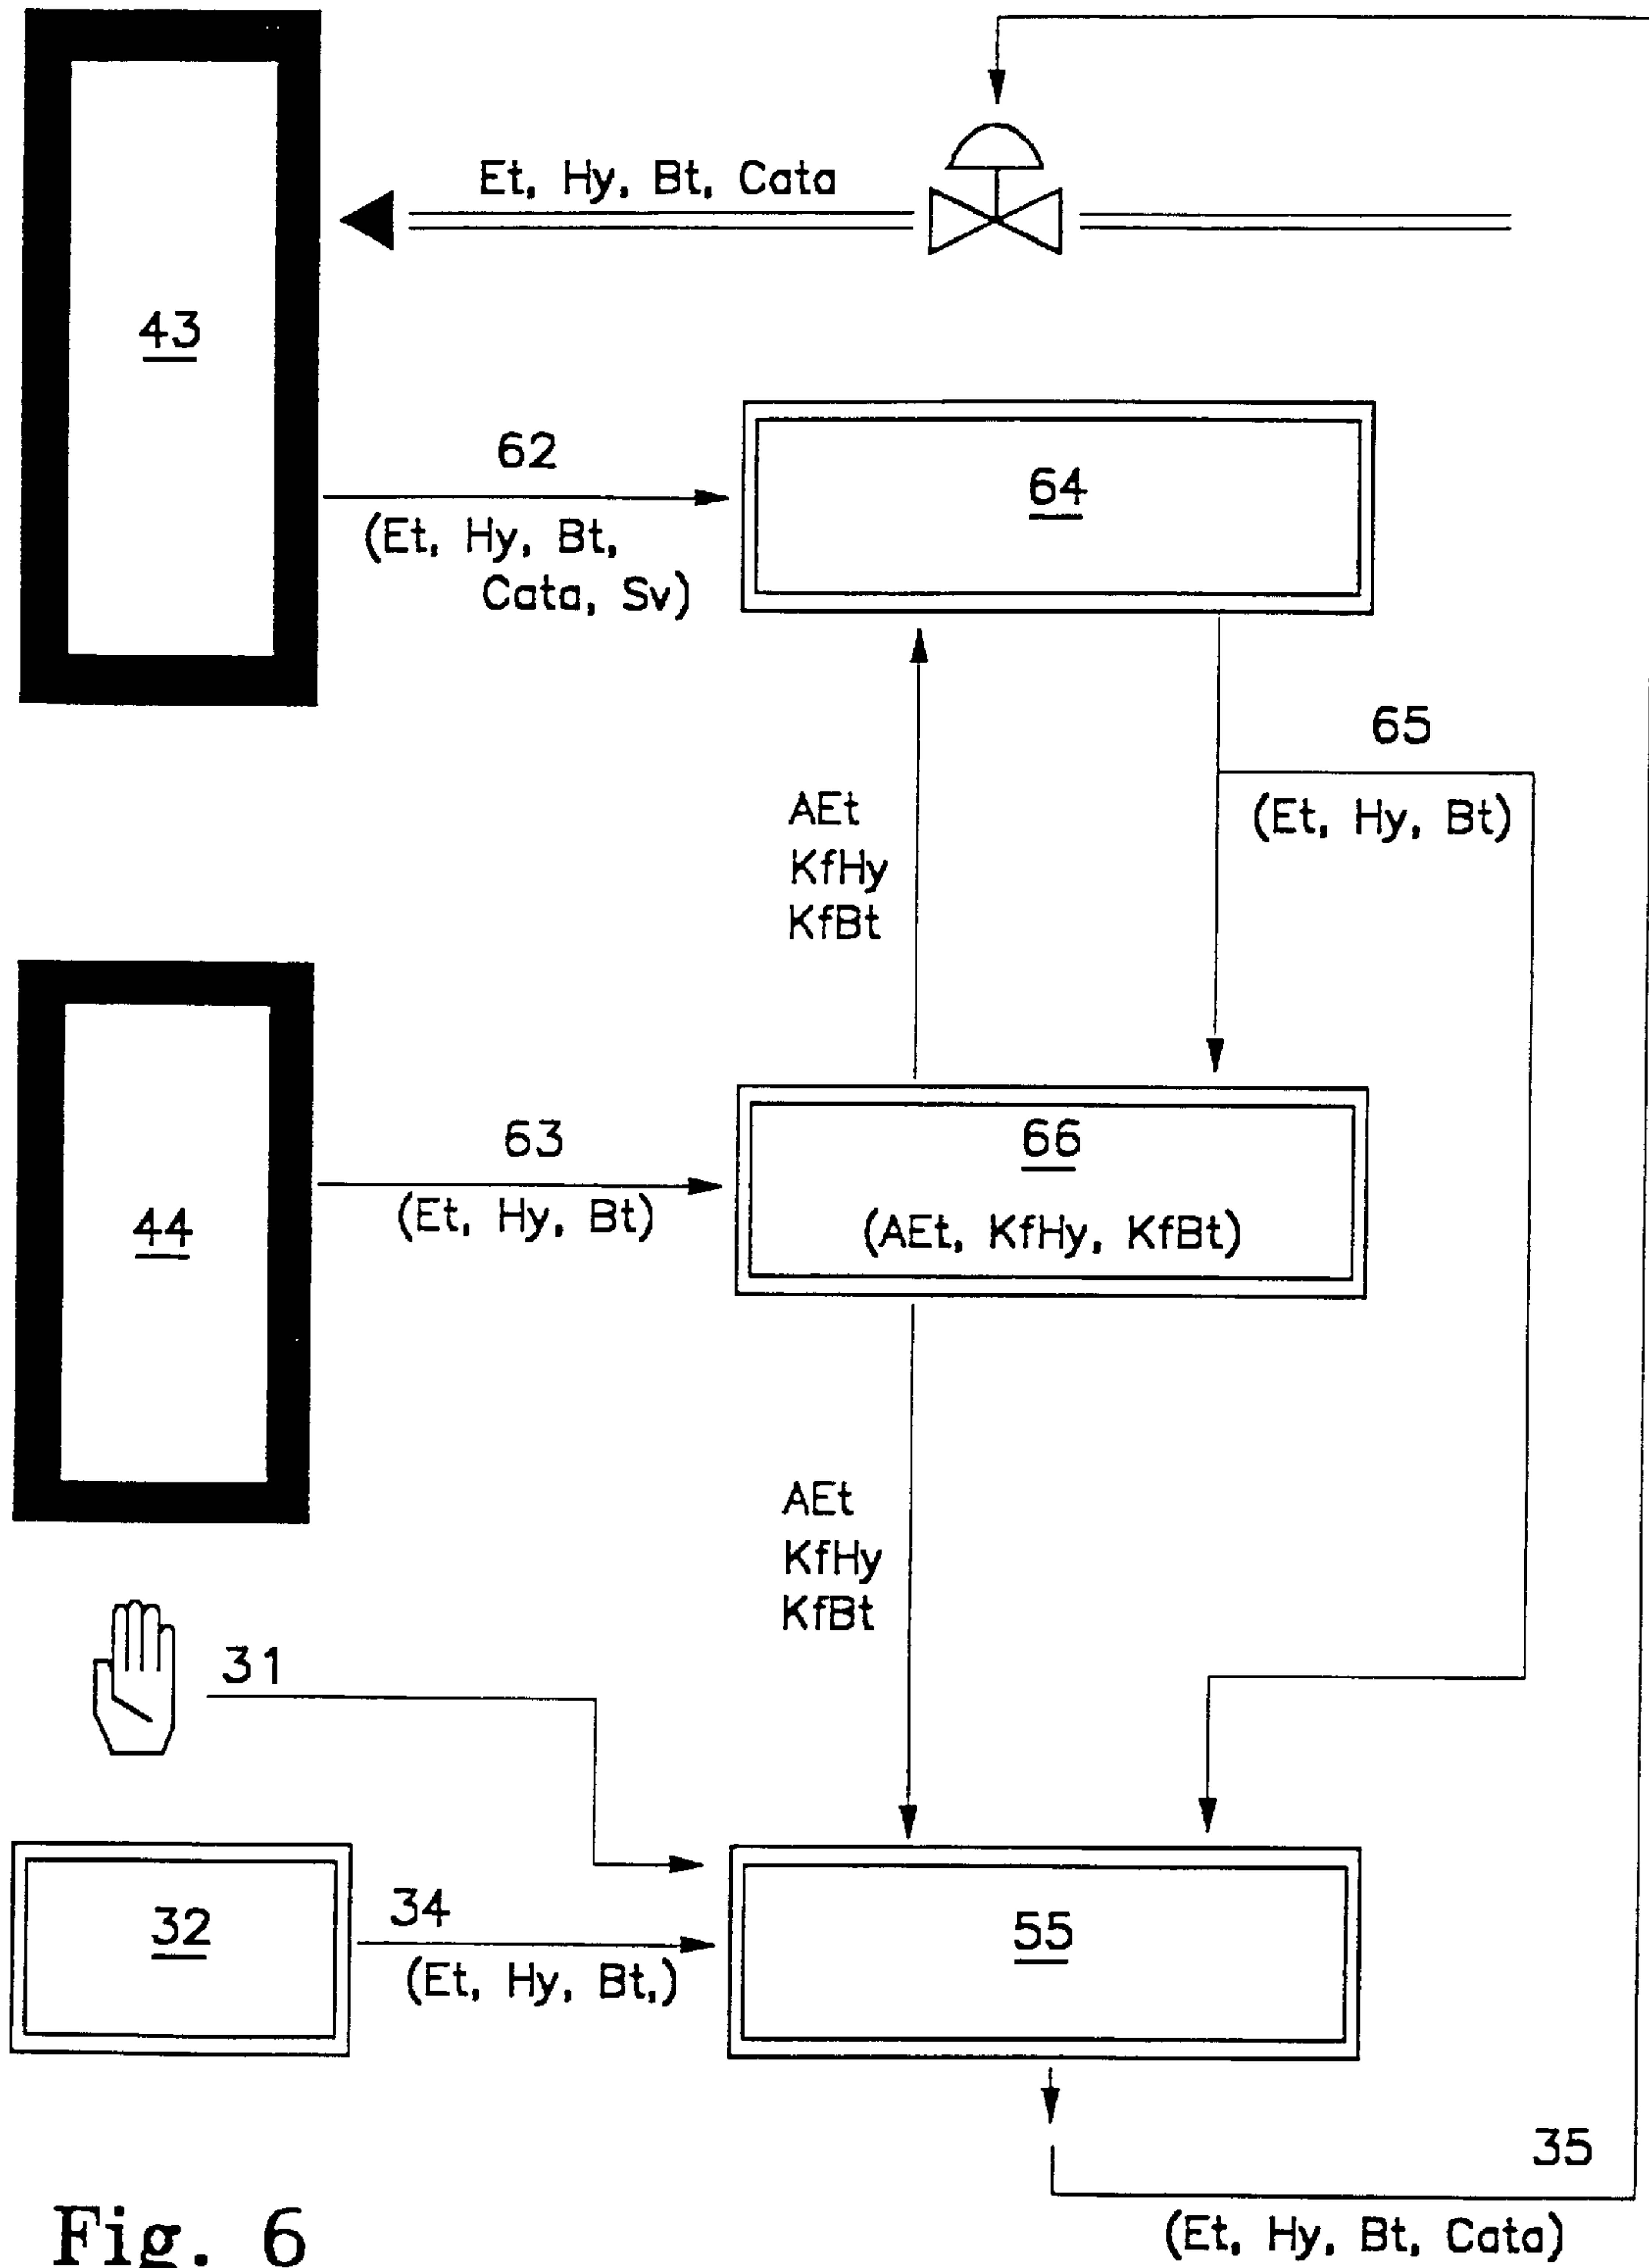 Et, Hy, Bt, Cata
43
62
64
(Et, Hy, Bt,
Cata, Sv)
65
(Et, Hy, Bt)
AEt
KfHy
KfBt
63
66
(Et, Hy, Bt)
(AEt, KfHy, KfBt)
44
AEt
KfHy
KfBt
31
32
34
(Et, Hy, Bt,)
55
35
(Et, Hy, Bt, Cata)
Fig. 6